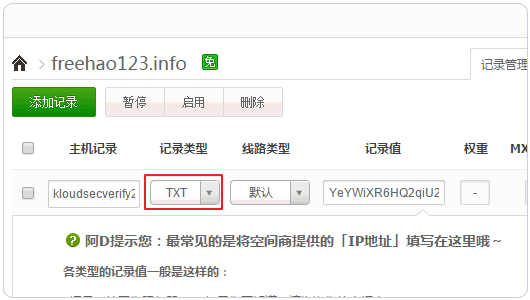 freehao123.info 免
记录管理
添加记录 暂停 启用 删除
主机记录 记录类型 线路类型 记录值 权重 MX
kloudsecverify2 TXT 默认 YeYWiXR6HQ2qiU2 -
阿D提示您：最常见的是将空间商提供的「IP地址」填写在这里哦～
各类型的记录值一般是这样的：